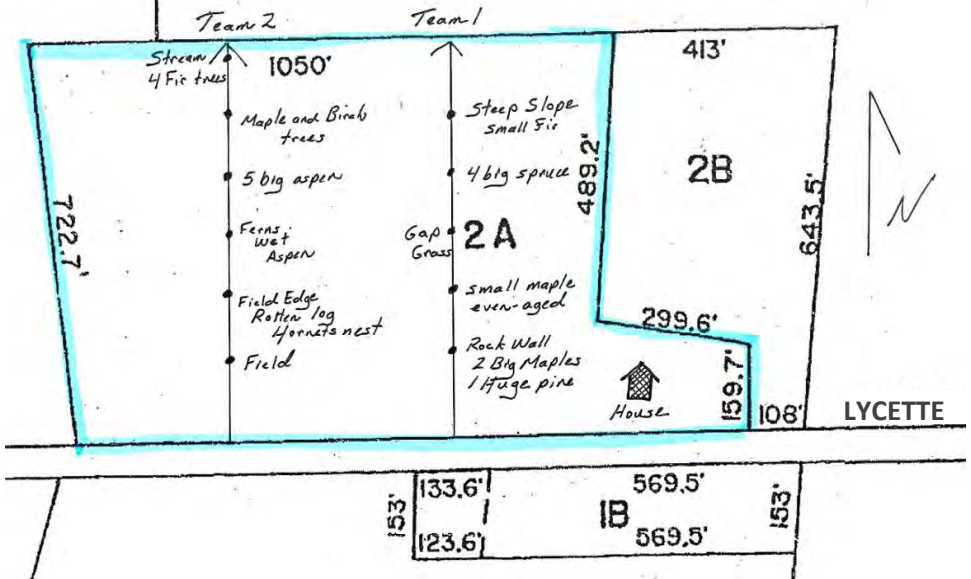 Team 2
Team 1
Stream
4 Fir trees
1050'
413'
Maple and Birch
trees
Steep Slope
small Fir
5 big aspen
4 big spruce
489.2'
2B
722.7'
643.5'
Ferns
Wet
Aspen
Gap
Grass
2A
N
Field Edge
Rotten log
Hornets nest
small maple
even-aged
299.6'
Field
Rock Wall
2 Big Maples
1 Huge pine
159.7'
House
108'
LYCETTE
153'
133.6'
569.5'
153'
1B
123.6'
569.5'